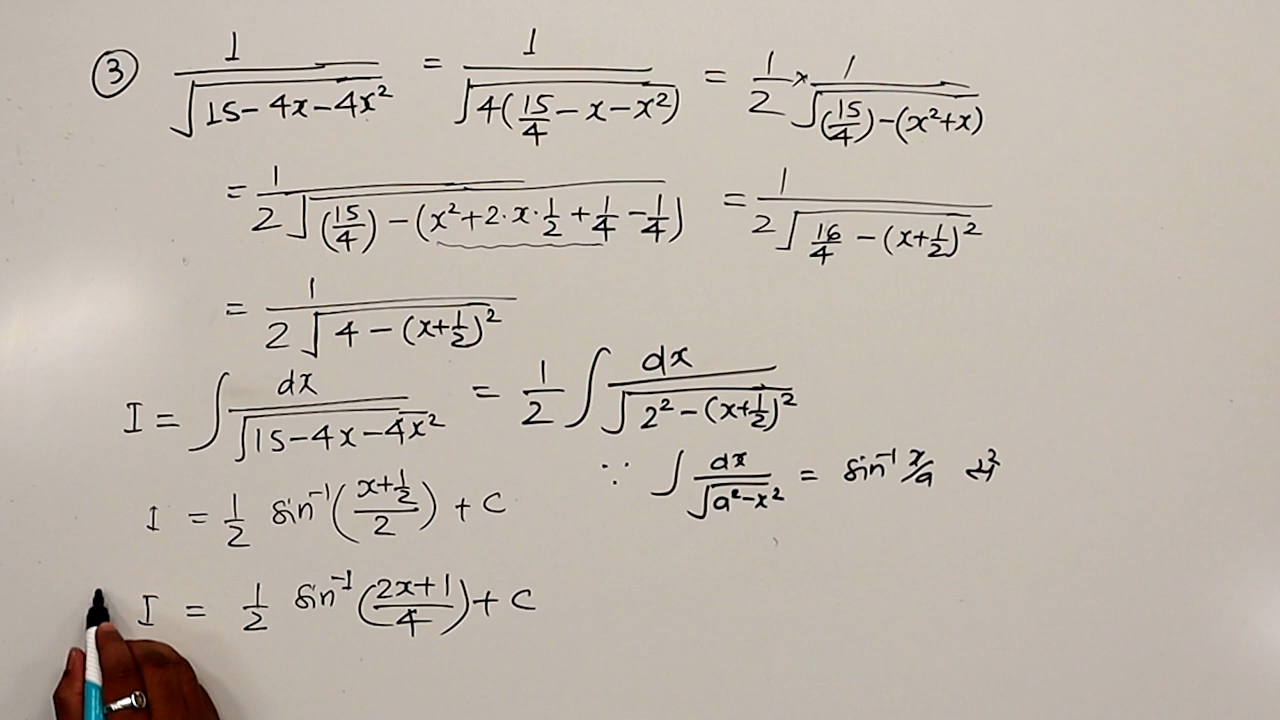 ③ 1/√(15-4x-4x²) = 1/√(4(15/4-x-x²)) = 1/2 × 1/√((15/4)-(x²+x))
= 1/(2√((15/4)-(x²+2·x·1/2+1/4-1/4))) = 1/(2√(16/4-(x+1/2)²))
= 1/(2√(4-(x+1/2)²))
I = ∫ dx/√(15-4x-4x²) = 1/2 ∫ dx/√(2²-(x+1/2)²)
∵ ∫ dx/√(a²-x²) = sin⁻¹ x/a
I = 1/2 sin⁻¹((x+1/2)/2) + C
I = 1/2 sin⁻¹((2x+1)/4) + C